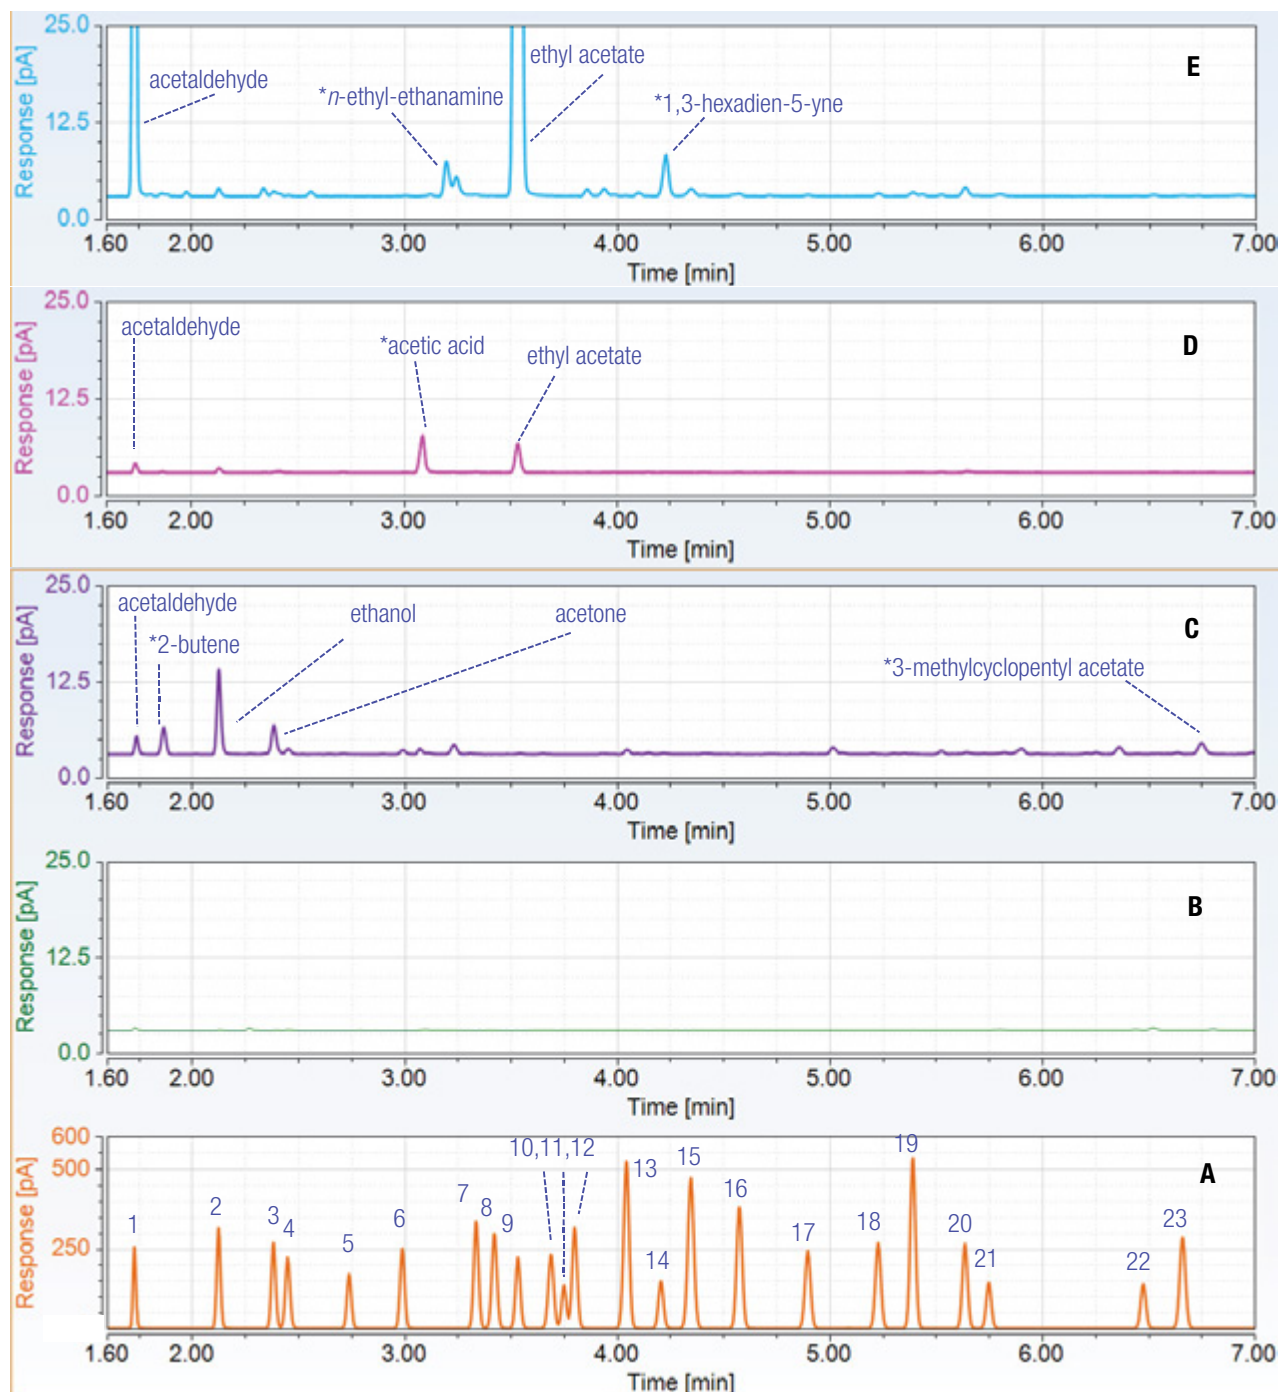 25.0
12.5
0.0
Response [pA]
acetaldehyde
*n-ethyl-ethanamine
ethyl acetate
*1,3-hexadien-5-yne
E
1.60 2.00 3.00 4.00 5.00 6.00 7.00
Time [min]
25.0
12.5
0.0
Response [pA]
acetaldehyde
*acetic acid
ethyl acetate
D
1.60 2.00 3.00 4.00 5.00 6.00 7.00
Time [min]
25.0
12.5
0.0
Response [pA]
acetaldehyde
*2-butene
ethanol
acetone
*3-methylcyclopentyl acetate
C
1.60 2.00 3.00 4.00 5.00 6.00 7.00
Time [min]
25.0
12.5
0.0
Response [pA]
B
1.60 2.00 3.00 4.00 5.00 6.00 7.00
Time [min]
600
500
250
Response [pA]
1
2
3
4
5
6
7
8
9
10,11,12
13
14
15
16
17
18
19
20
21
22
23
A
1.60 2.00 3.00 4.00 5.00 6.00 7.00
Time [min]